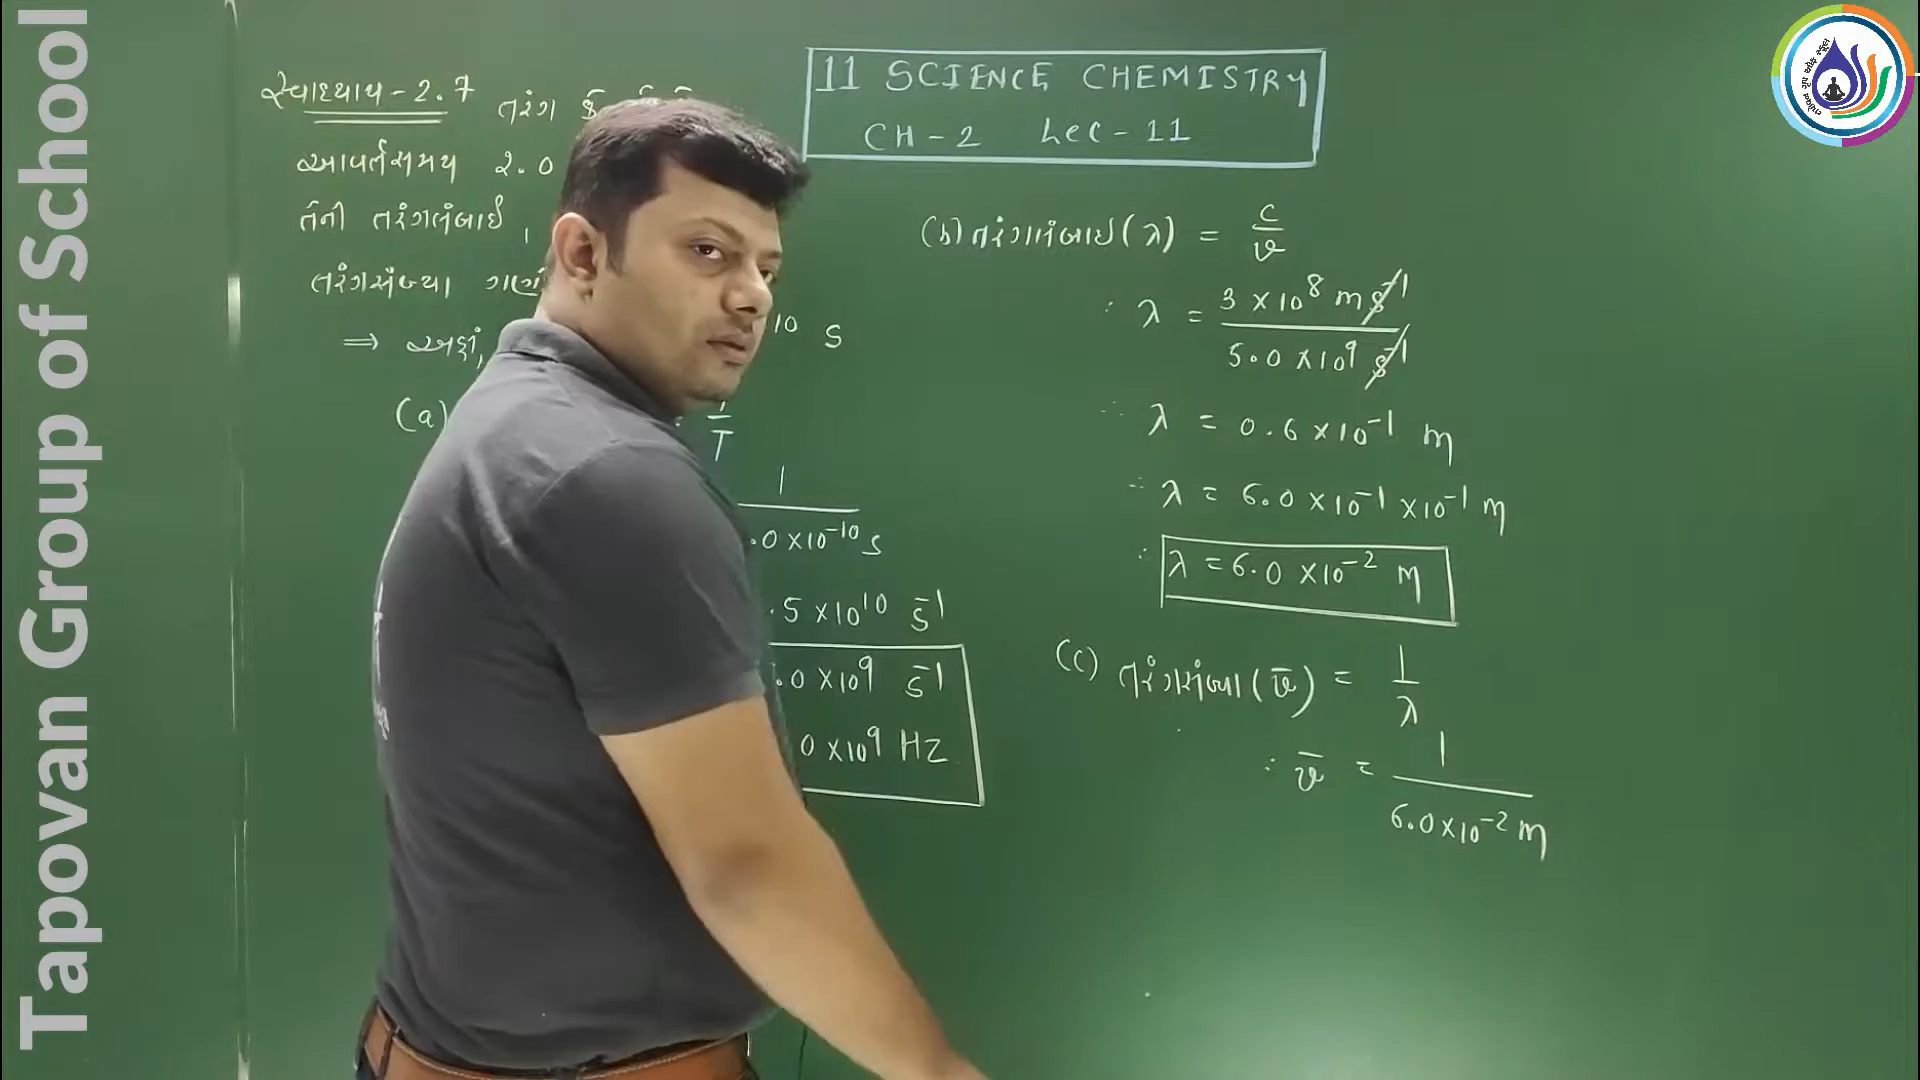 Tapovan Group of School
11 SCIENCE CHEMISTRY
CH - 2 Lec - 11
સ્વાધ્યાય - 2.7 તરંગ
આવર્તસમય 2.0
તેની તરંગલંબાઈ,
તરંગસંખ્યા ગણો
⇒ અહીં, 10 S
(a) 1/T
1
.0 × 10⁻¹⁰ s
.5 × 10¹⁰ s⁻¹
.0 × 10⁹ s⁻¹
0 × 10⁹ HZ
(b) તરંગલંબાઇ (λ) = c/ν
∴ λ = 3 × 10⁸ m s⁻¹ / 5.0 × 10⁹ s⁻¹
∴ λ = 0.6 × 10⁻¹ m
∴ λ = 6.0 × 10⁻¹ × 10⁻¹ m
∴ λ = 6.0 × 10⁻² m
(c) તરંગસંખ્યા (ν̄) = 1/λ
∴ ν̄ = 1 / 6.0 × 10⁻² m